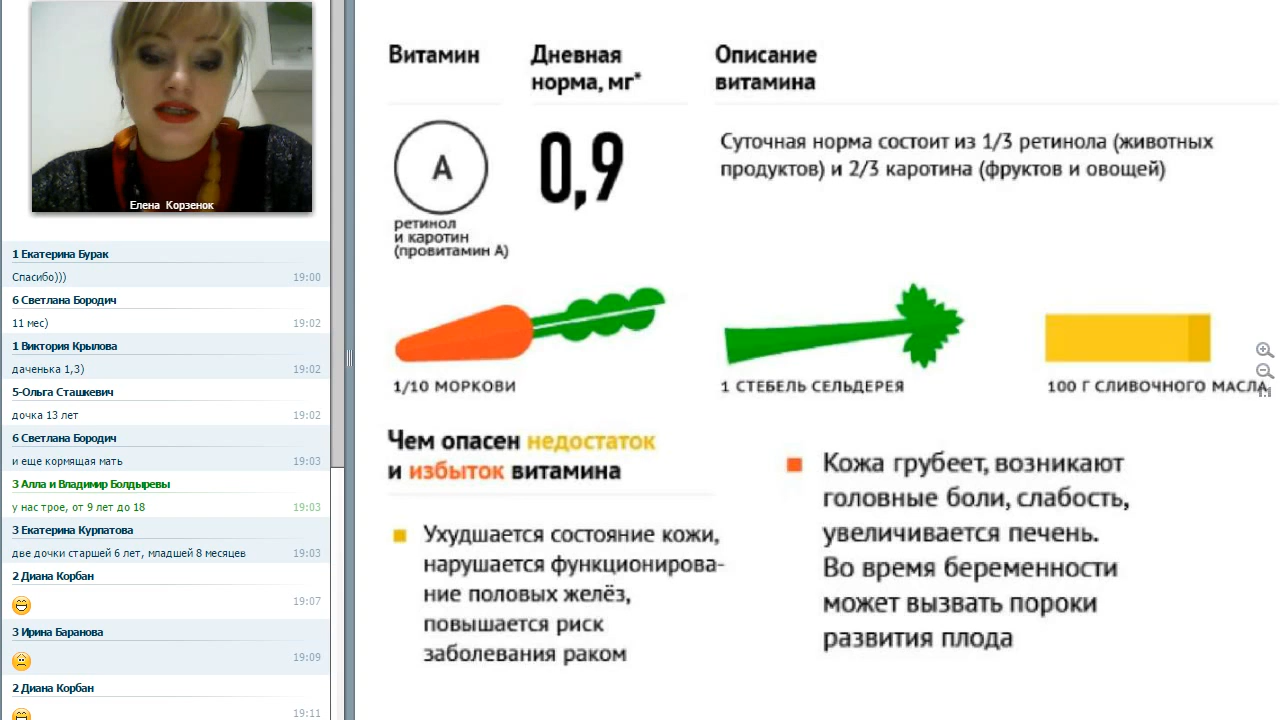 Елена Корзенок
1 Екатерина Бурак
Спасибо)))
19:00
6 Светлана Бородич
11 мес)
19:02
1 Виктория Крылова
даченька 1,3)
19:02
5-Ольга Сташкевич
дочка 13 лет
19:02
6 Светлана Бородич
и еще кормящая мать
19:03
3 Алла и Владимир Болдыревы
у нас трое, от 9 лет до 18
19:03
3 Екатерина Курпатова
две дочки старшей 6 лет, младшей 8 месяцев
19:03
2 Диана Корбан
19:07
3 Ирина Баранова
19:09
2 Диана Корбан
19:11
Витамин
Дневная
норма, мг*
Описание
витамина
A
ретинол
и каротин
(провитамин А)
0,9
Суточная норма состоит из 1/3 ретинола (животных
продуктов) и 2/3 каротина (фруктов и овощей)
1/10 МОРКОВИ
1 СТЕБЕЛЬ СЕЛЬДЕРЕЯ
100 Г СЛИВОЧНОГО МАСЛА
1:1
Чем опасен недостаток
и избыток витамина
Ухудшается состояние кожи,
нарушается функционирова-
ние половых желёз,
повышается риск
заболевания раком
Кожа грубеет, возникают
головные боли, слабость,
увеличивается печень.
Во время беременности
может вызвать пороки
развития плода